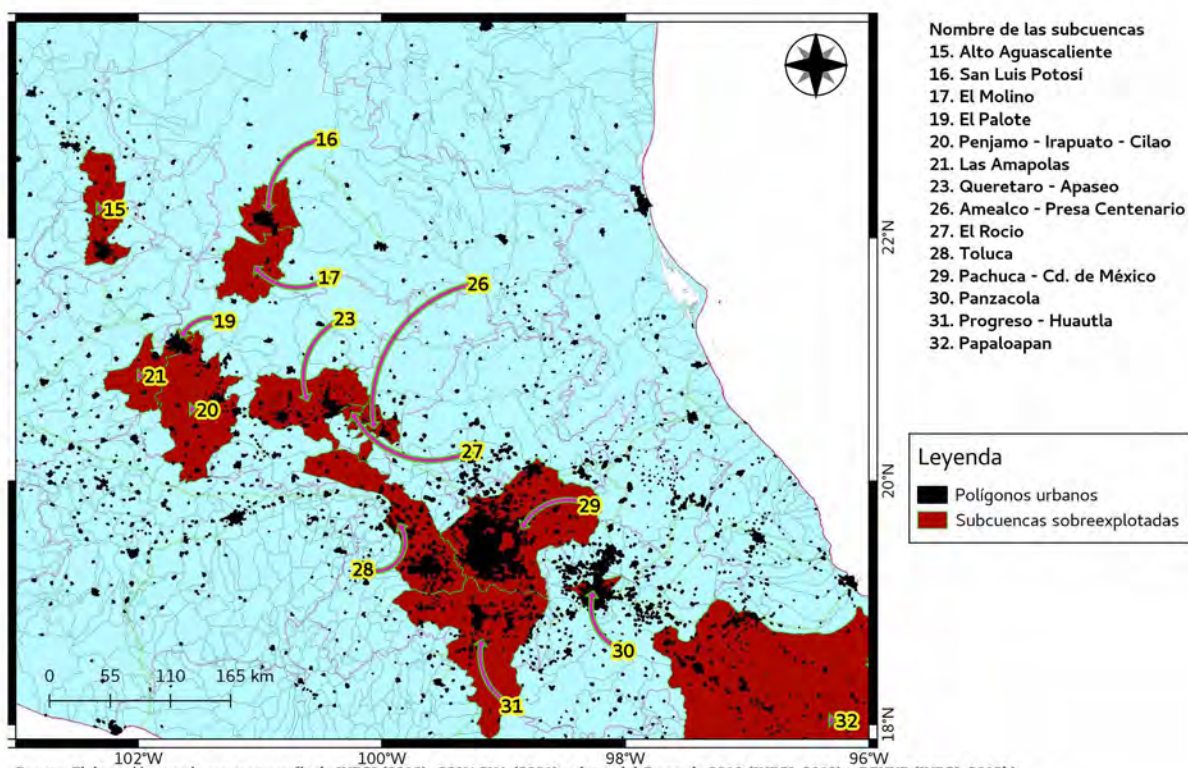 Nombre de las subcuencas
15. Alto Aguascaliente
16. San Luis Potosí
17. El Molino
19. El Palote
20. Penjamo - Irapuato - Cilao
21. Las Amapolas
23. Queretaro - Apaseo
26. Amealco - Presa Centenario
27. El Rocio
28. Toluca
29. Pachuca - Cd. de México
30. Panzacola
31. Progreso - Huautla
32. Papaloapan
Leyenda
Polígonos urbanos
Subcuencas sobreexplotadas
16
15
22°N
17
26
19
23
21
20
27
20°N
29
28
30
0 55 110 165 km
31
32
18°N
102°W 100°W 98°W 96°W